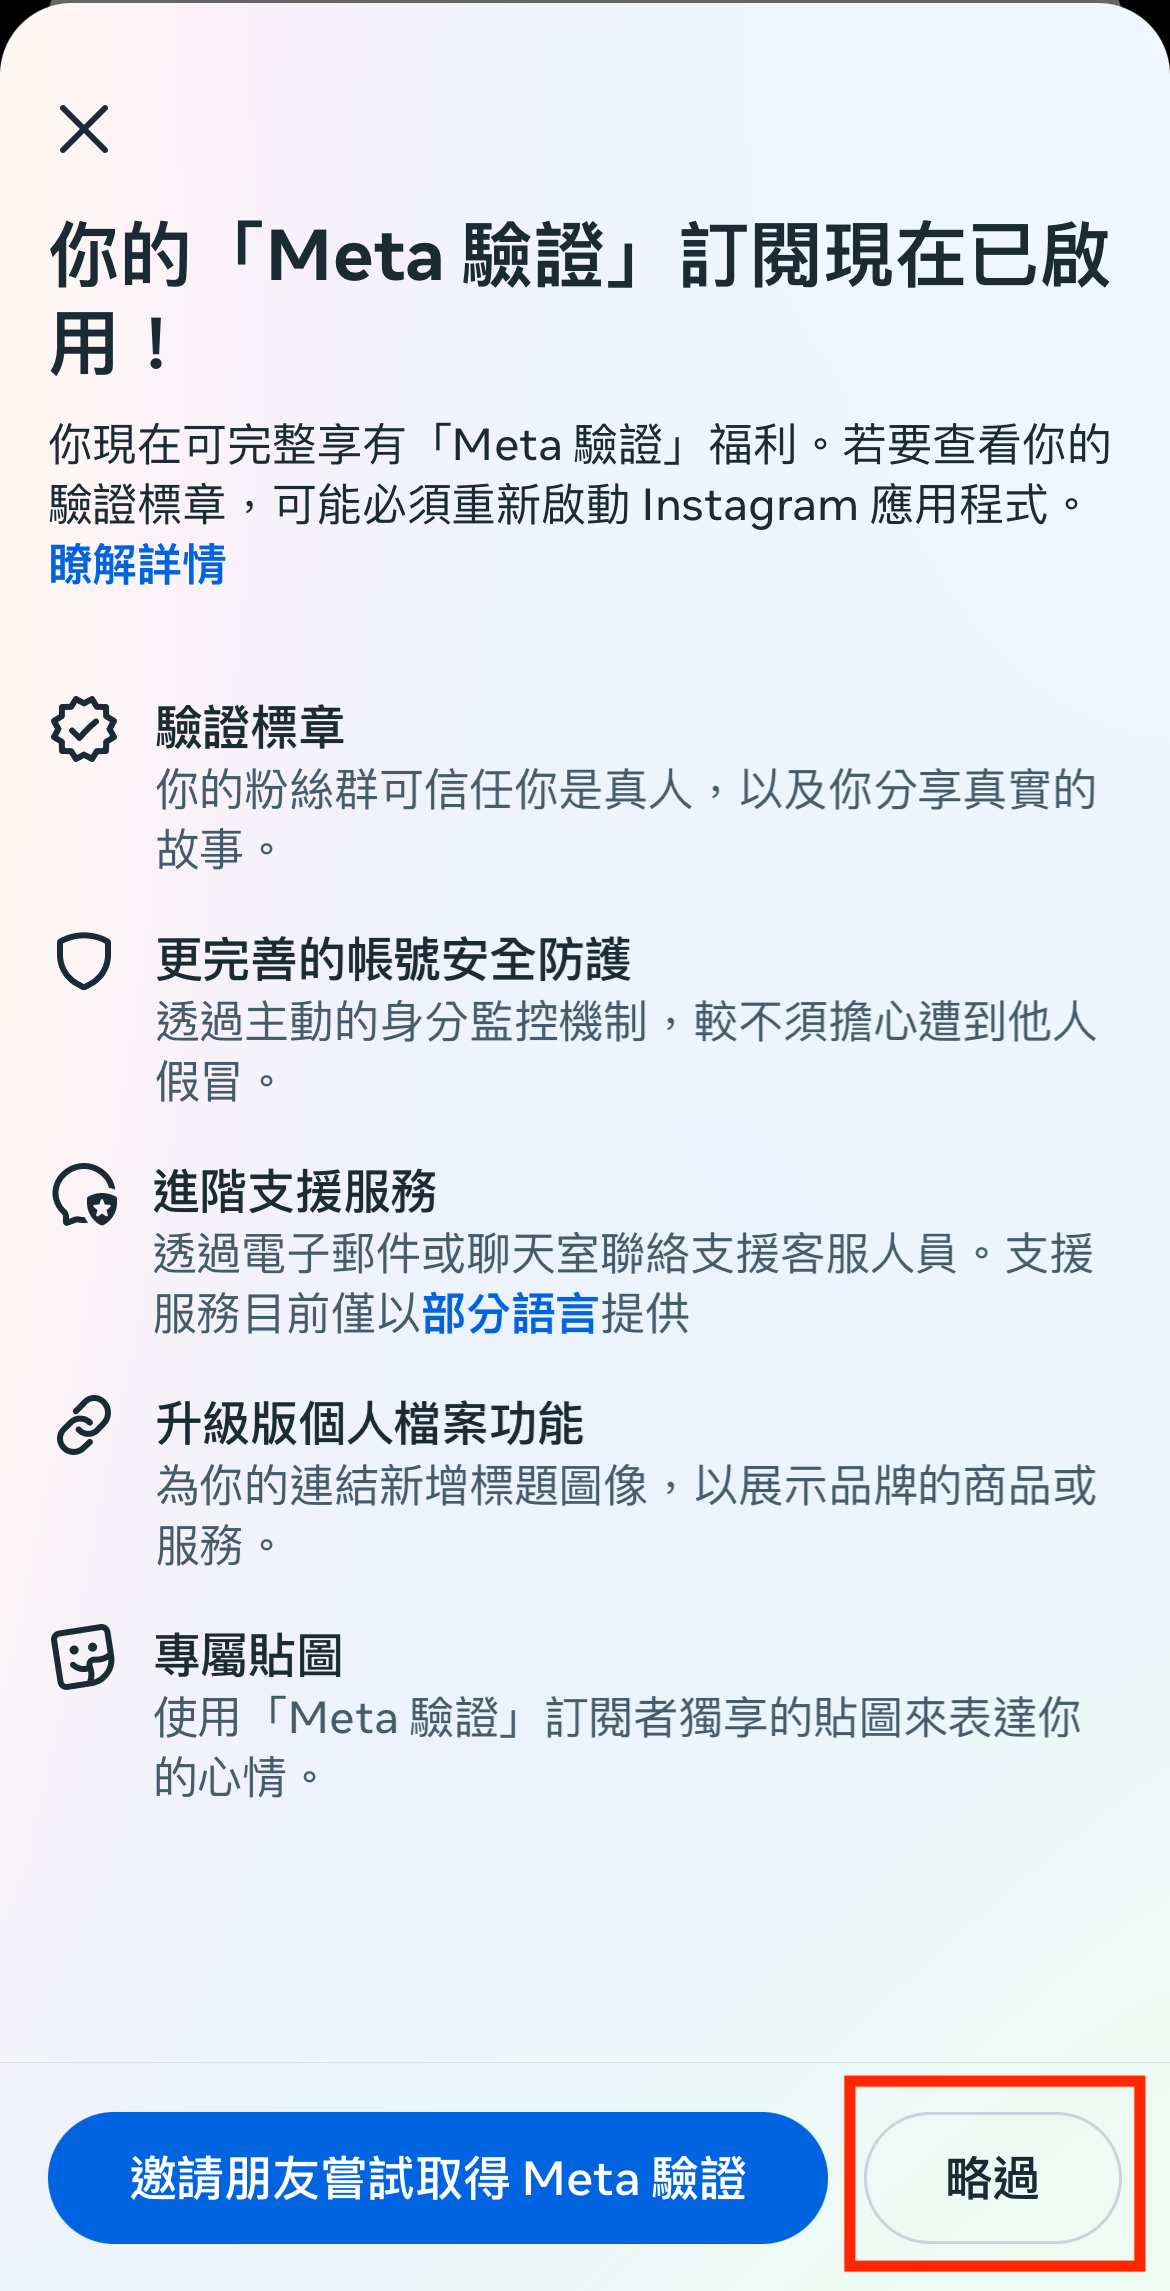 你的「Meta 驗證」訂閱現在已啟
用！
你現在可完整享有「Meta 驗證」福利。若要查看你的
驗證標章，可能必須重新啟動 Instagram 應用程式。
瞭解詳情
驗證標章
你的粉絲群可信任你是真人，以及你分享真實的
故事。
更完善的帳號安全防護
透過主動的身分監控機制，較不須擔心遭到他人
假冒。
進階支援服務
透過電子郵件或聊天室聯絡支援客服人員。支援
服務目前僅以部分語言提供
升級版個人檔案功能
為你的連結新增標題圖像，以展示品牌的商品或
服務。
專屬貼圖
使用「Meta 驗證」訂閱者獨享的貼圖來表達你
的心情。
邀請朋友嘗試取得 Meta 驗證
略過